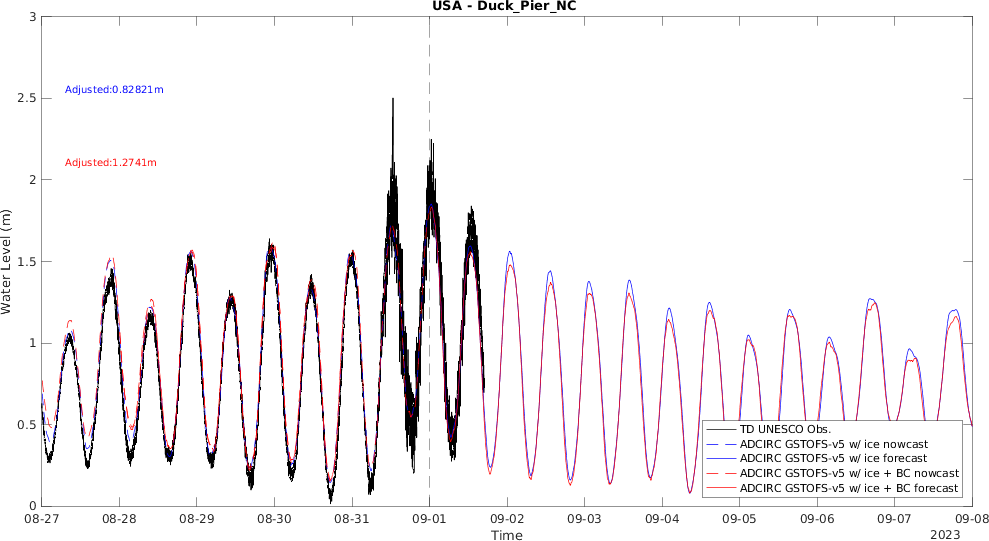 USA - Duck_Pier_NC
3
2.5
2
1.5
1
0.5
0
Water Level (m)
Adjusted:0.82821m
Adjusted:1.2741m
TD UNESCO Obs.
ADCIRC GSTOFS-v5 w/ ice nowcast
ADCIRC GSTOFS-v5 w/ ice forecast
ADCIRC GSTOFS-v5 w/ ice + BC nowcast
ADCIRC GSTOFS-v5 w/ ice + BC forecast
08-27 08-28 08-29 08-30 08-31 09-01 09-02 09-03 09-04 09-05 09-06 09-07 09-08
Time
2023